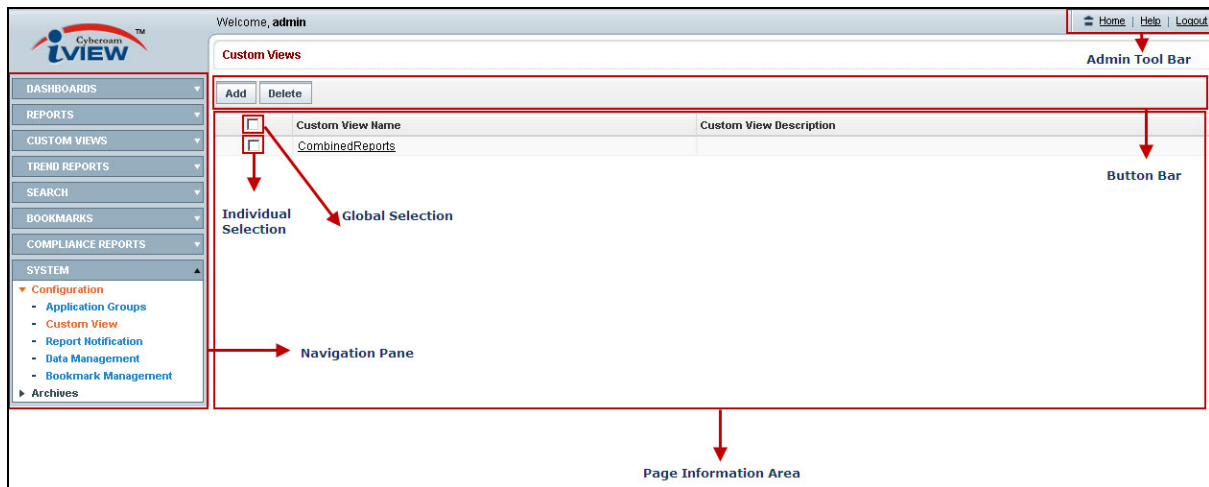 Welcome, admin
Home | Help | Logout
Cyberoam
iVIEW
TM
Custom Views
Admin Tool Bar
DASHBOARDS
REPORTS
CUSTOM VIEWS
TREND REPORTS
SEARCH
BOOKMARKS
COMPLIANCE REPORTS
SYSTEM
Configuration
- Application Groups
- Custom View
- Report Notification
- Data Management
- Bookmark Management
Archives
Add Delete
Custom View Name Custom View Description
CombinedReports
Button Bar
Individual
Selection
Global Selection
Navigation Pane
Page Information Area